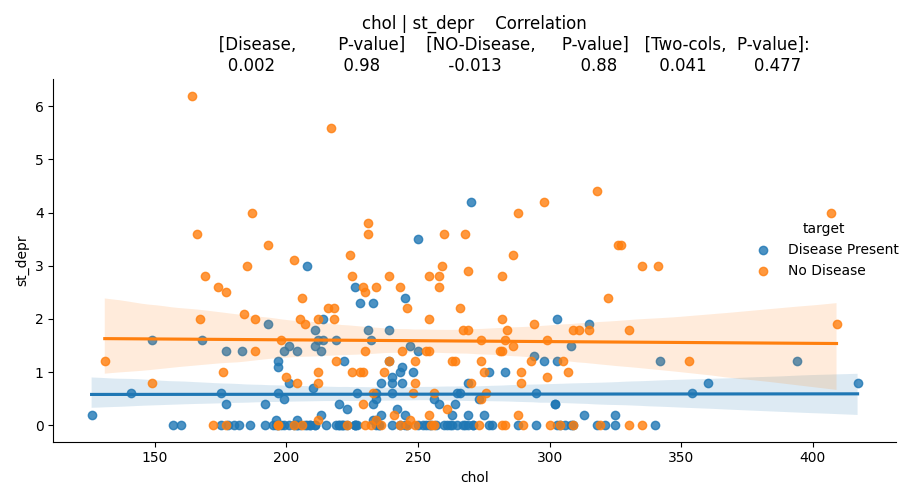 chol | st_depr    Correlation
[Disease,        P-value]    [NO-Disease,     P-value]   [Two-cols,  P-value]:
0.002             0.98             -0.013               0.88   0.041       0.477
6
5
4
3
2
1
0
st_depr
target
Disease Present
No Disease
150 200 250 300 350 400
chol